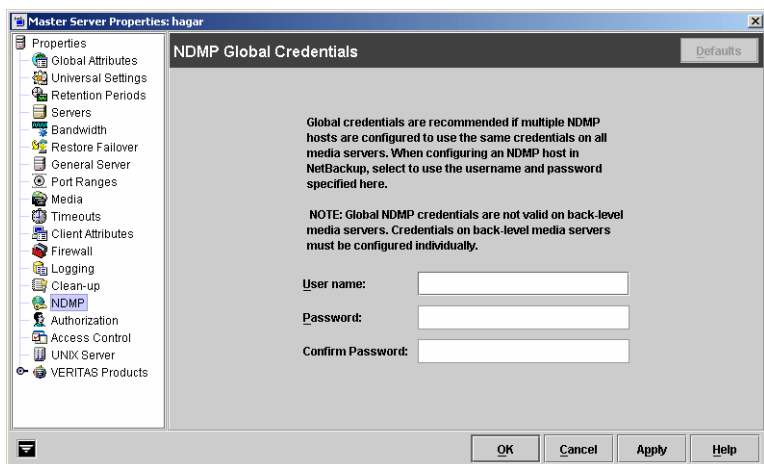 Master Server Properties: hagar
Properties
Global Attributes
Universal Settings
Retention Periods
Servers
Bandwidth
Restore Failover
General Server
Port Ranges
Media
Timeouts
Client Attributes
Firewall
Logging
Clean-up
NDMP
Authorization
Access Control
UNIX Server
VERITAS Products
NDMP Global Credentials
Defaults
Global credentials are recommended if multiple NDMP
hosts are configured to use the same credentials on all
media servers. When configuring an NDMP host in
NetBackup, select to use the username and password
specified here.
NOTE: Global NDMP credentials are not valid on back-level
media servers. Credentials on back-level media servers
must be configured individually.
User name:
Password:
Confirm Password:
OK
Cancel
Apply
Help